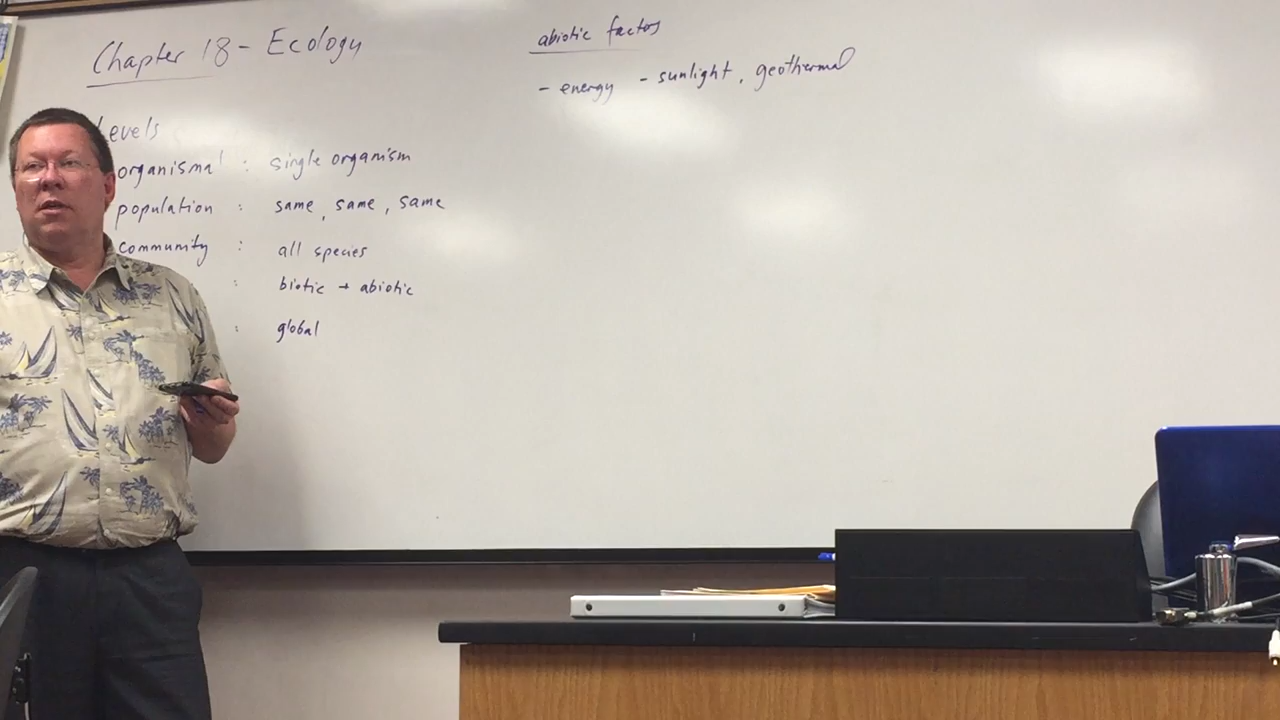 Chapter 18 - Ecology
Levels
organismal : single organism
population : same, same, same
community : all species
: biotic + abiotic
: global
abiotic factors
- energy - sunlight, geothermal